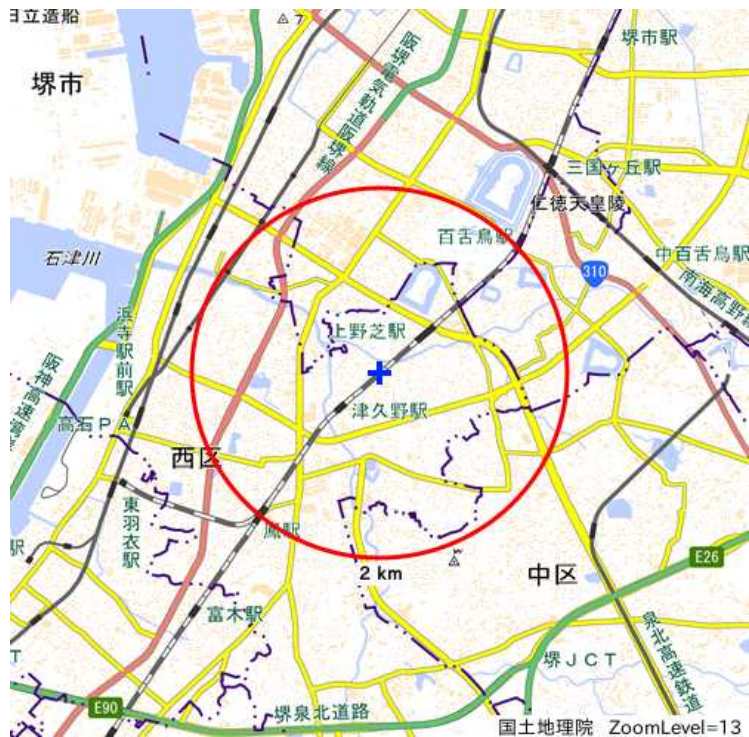 日立造船
7
堺市駅
堺市
阪堺電気軌道阪堺線
三国ヶ丘駅
仁徳天皇陵
百舌鳥駅
中百舌鳥駅
石津川
310
南海高野
上野芝駅
浜寺駅前駅
阪神高速湾岸
津久野駅
高石PA
西区
東羽衣駅
鳳駅
駅
2 km
中区
E26
富木駅
泉北高速鉄道
堺JCT
T
E90
堺泉北道路
国土地理院 ZoomLevel=13